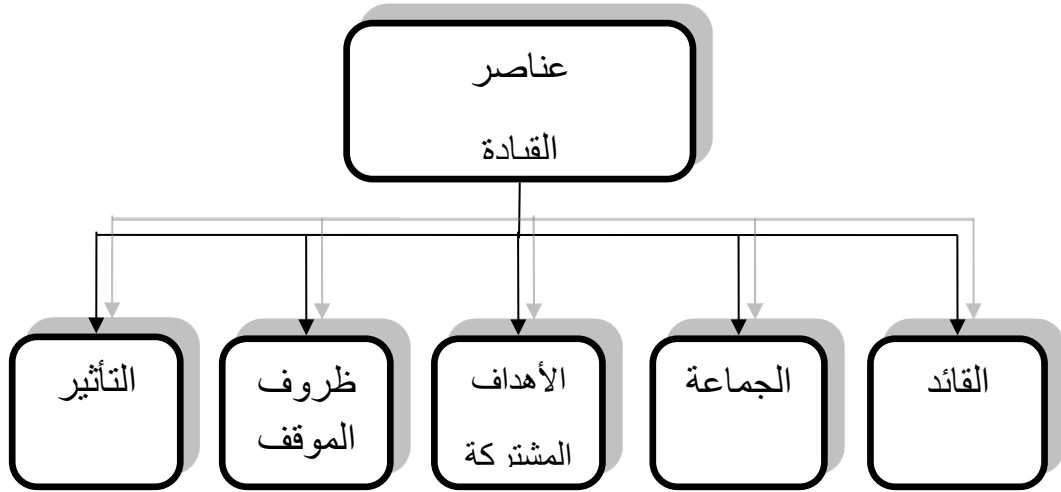 عناصر
القيادة
القائد
الجماعة
الأهداف
المشتركة
ظروف
الموقف
التأثير